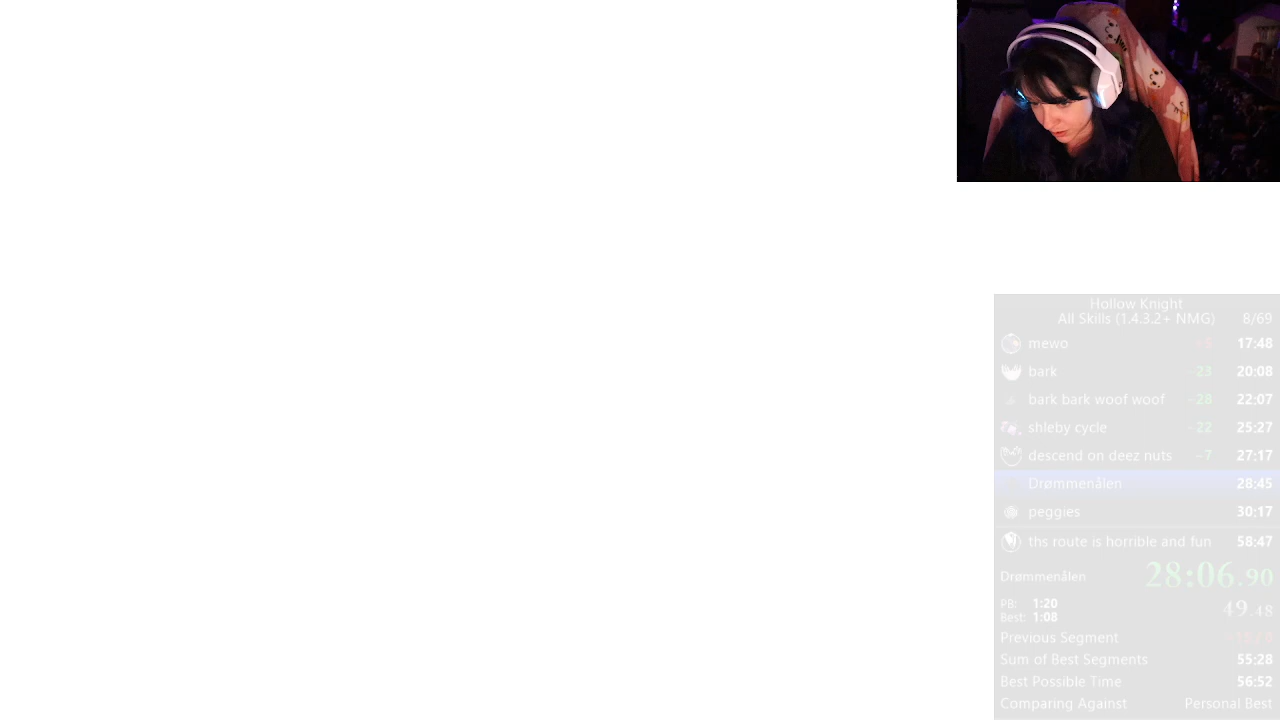 Hollow Knight
All Skills (1.4.3.2+ NMG) 8/69
mewo +5 17:48
bark −23 20:08
bark bark woof woof −28 22:07
shleby cycle −22 25:27
descend on deez nuts −7 27:17
Drømmenålen 28:45
peggies 30:17
ths route is horrible and fun 58:47
Drømmenålen 28:06.90
PB: 1:20 49.48
Best: 1:08
Previous Segment
Sum of Best Segments 55:28
Best Possible Time 56:52
Comparing Against Personal Best